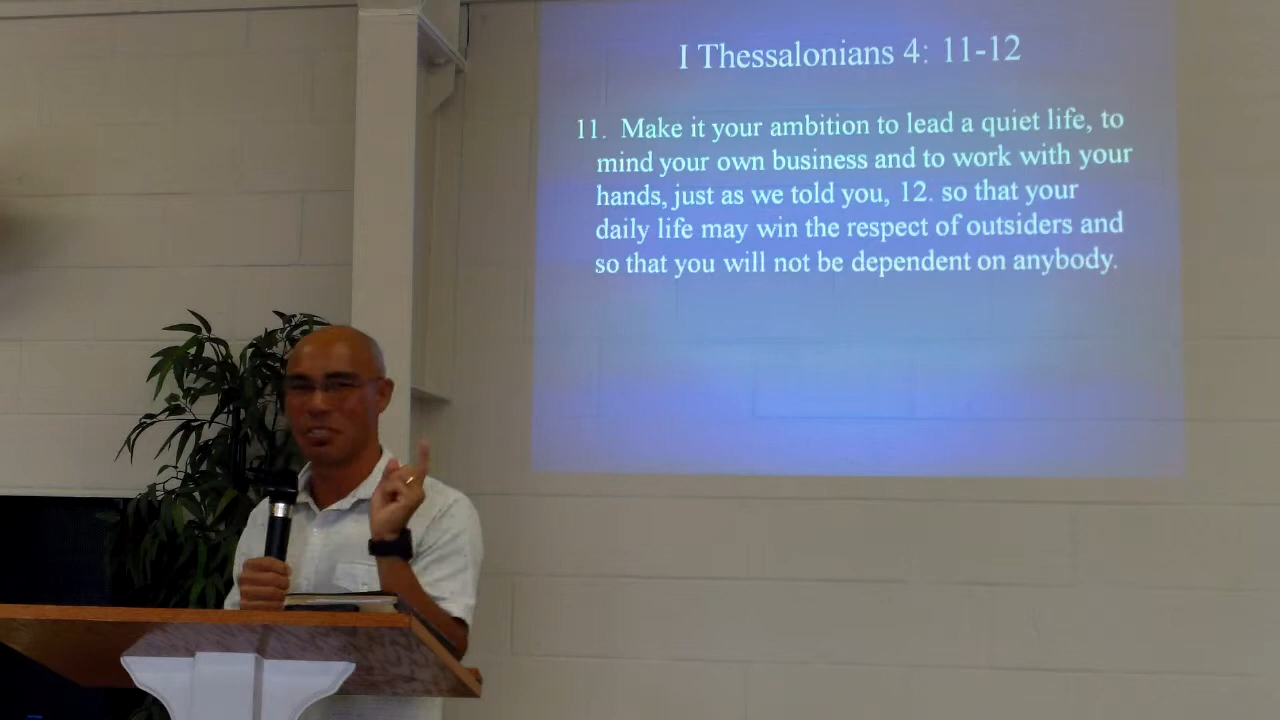 I Thessalonians 4: 11-12
11. Make it your ambition to lead a quiet life, to
mind your own business and to work with your
hands, just as we told you, 12. so that your
daily life may win the respect of outsiders and
so that you will not be dependent on anybody.